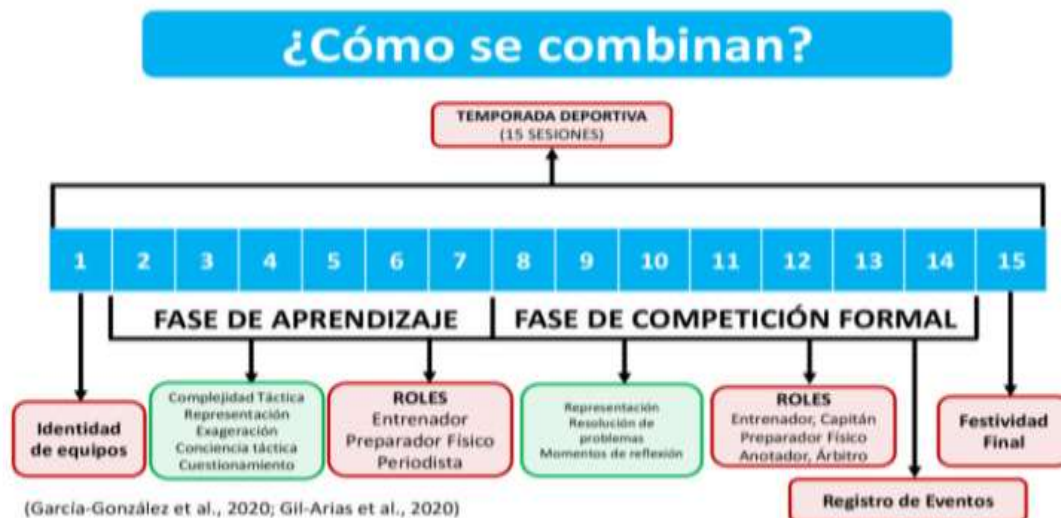 ¿Cómo se combinan?
TEMPORADA DEPORTIVA
(15 SESIONES)
1 2 3 4 5 6 7 8 9 10 11 12 13 14 15
FASE DE APRENDIZAJE
FASE DE COMPETICIÓN FORMAL
Identidad
de equipos
Complejidad Táctica
Representación
Exageración
Conciencia táctica
Cuestionamiento
ROLES
Entrenador
Preparador Físico
Periodista
Representación
Resolución de
problemas
Momentos de reflexión
ROLES
Entrenador, Capitán
Preparador Físico
Anotador, Árbitro
Festividad
Final
Registro de Eventos
(García-González et al., 2020; Gil-Arias et al., 2020)